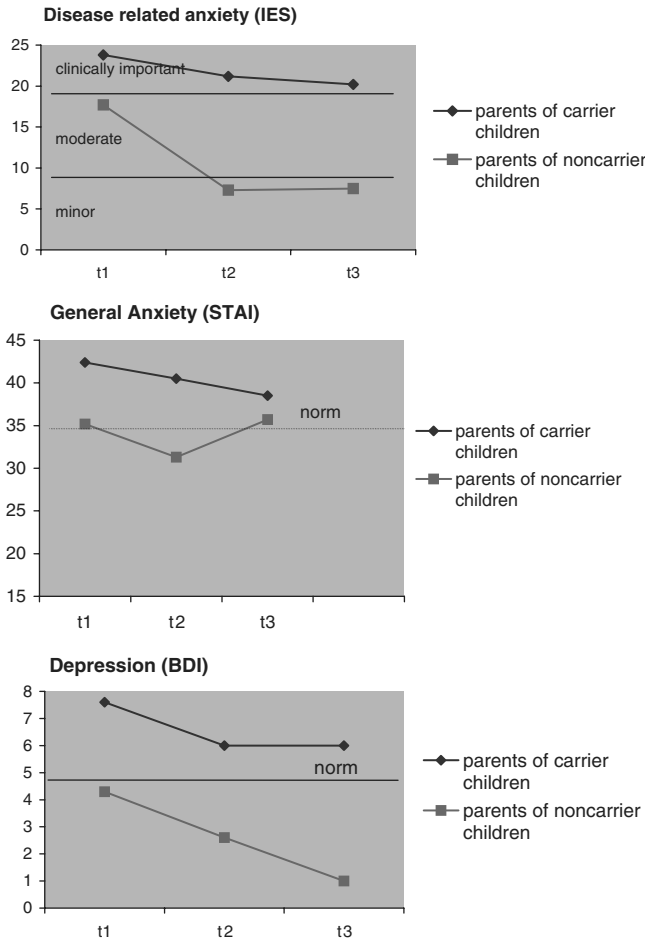 Disease related anxiety (IES)
25
20
15
10
5
0
clinically important
moderate
minor
t1 t2 t3
parents of carrier
children
parents of noncarrier
children
General Anxiety (STAI)
45
40
35
30
25
20
15
norm
t1 t2 t3
parents of carrier
children
parents of noncarrier
children
Depression (BDI)
8
7
6
5
4
3
2
1
0
norm
t1 t2 t3
parents of carrier
children
parents of noncarrier
children